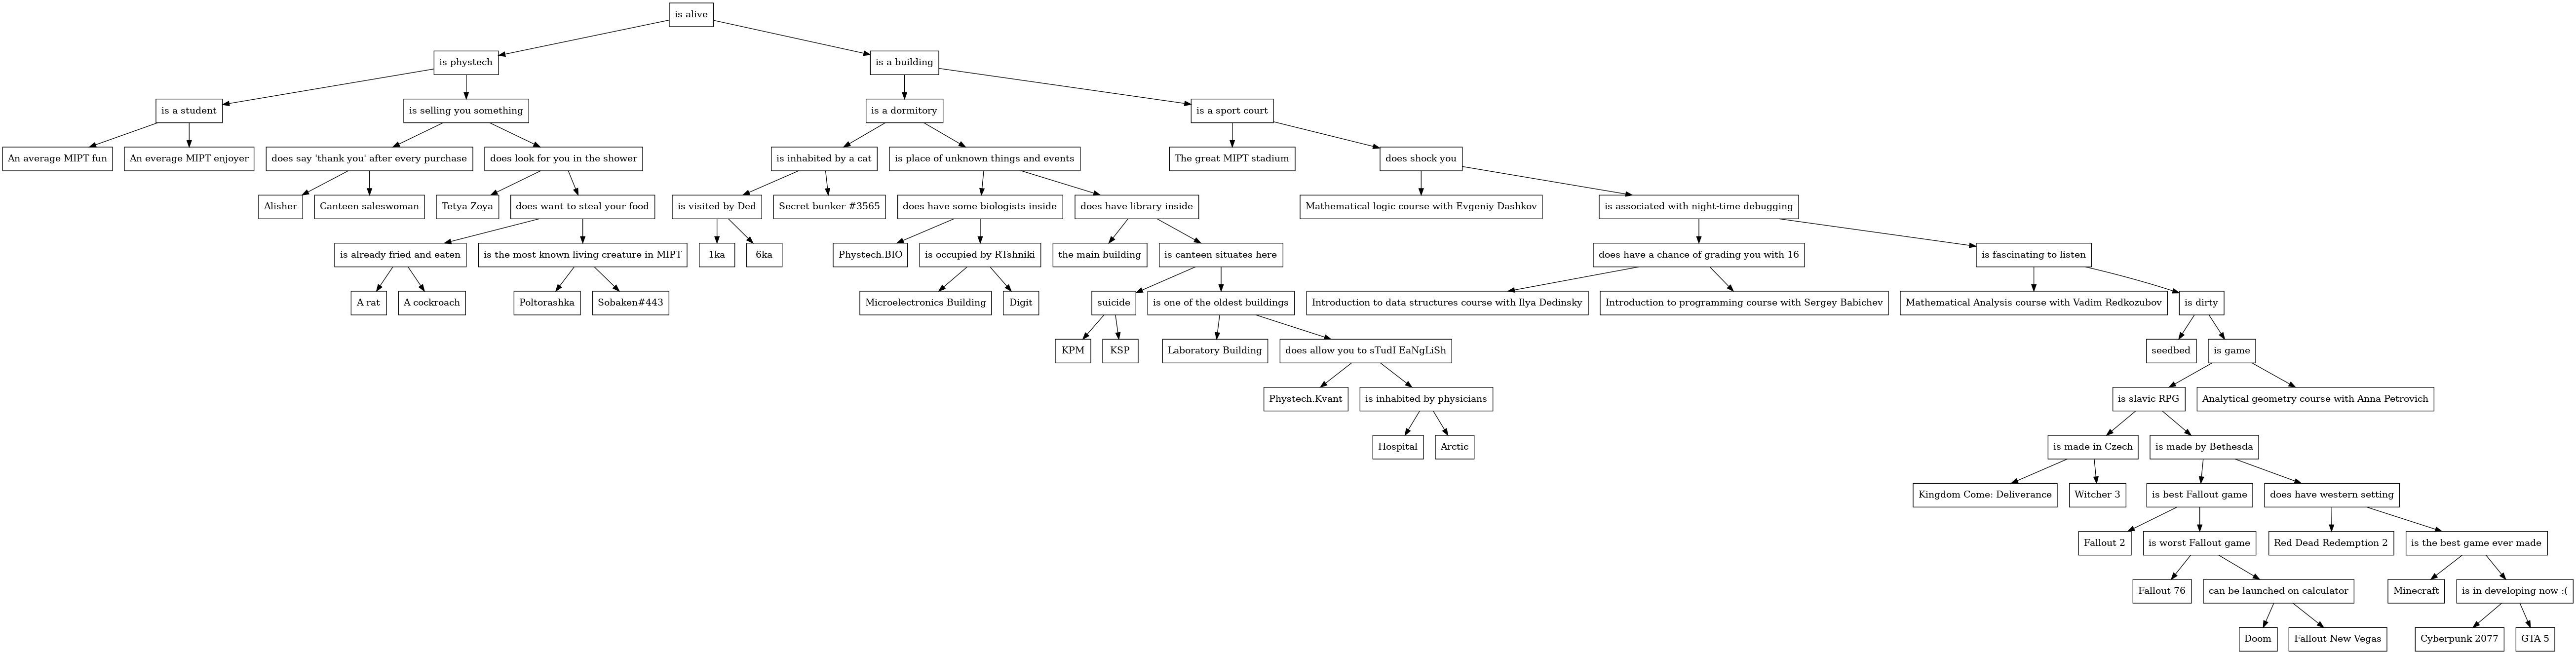 is alive
is phystech
is a building
is a student
is selling you something
is a dormitory
is a sport court
An average MIPT fun
An everage MIPT enjoyer
does say 'thank you' after every purchase
does look for you in the shower
is inhabited by a cat
is place of unknown things and events
The great MIPT stadium
does shock you
Alisher
Canteen saleswoman
Tetya Zoya
does want to steal your food
is visited by Ded
Secret bunker #3565
does have some biologists inside
does have library inside
Mathematical logic course with Evgeniy Dashkov
is associated with night-time debugging
is already fried and eaten
is the most known living creature in MIPT
1ka
6ka
Phystech.BIO
is occupied by RTshniki
the main building
is canteen situates here
does have a chance of grading you with 16
is fascinating to listen
A rat
A cockroach
Poltorashka
Sobaken#443
Microelectronics Building
Digit
suicide
is one of the oldest buildings
Introduction to data structures course with Ilya Dedinsky
Introduction to programming course with Sergey Babichev
Mathematical Analysis course with Vadim Redkozubov
is dirty
KPM
KSP
Laboratory Building
does allow you to sTudI EaNgLiSh
seedbed
is game
Phystech.Kvant
is inhabited by physicians
is slavic RPG
Analytical geometry course with Anna Petrovich
Hospital
Arctic
is made in Czech
is made by Bethesda
Kingdom Come: Deliverance
Witcher 3
is best Fallout game
does have western setting
Fallout 2
is worst Fallout game
Red Dead Redemption 2
is the best game ever made
Fallout 76
can be launched on calculator
Minecraft
is in developing now :(
Doom
Fallout New Vegas
Cyberpunk 2077
GTA 5